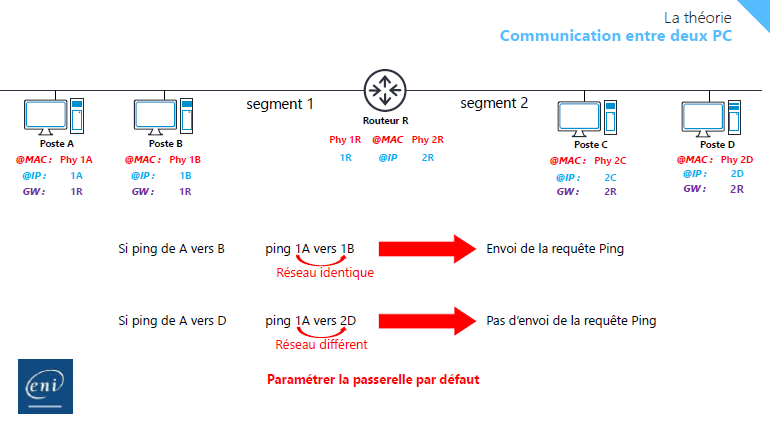 La théorie
Communication entre deux PC
segment 1
segment 2
Routeur R
Phy 1R @MAC Phy 2R
1R @IP 2R
Poste A
@MAC : Phy 1A
@IP : 1A
GW : 1R
Poste B
@MAC : Phy 1B
@IP : 1B
GW : 1R
Poste C
@MAC : Phy 2C
@IP : 2C
GW : 2R
Poste D
@MAC : Phy 2D
@IP : 2D
GW : 2R
Si ping de A vers B ping 1A vers 1B Envoi de la requête Ping
Réseau identique
Si ping de A vers D ping 1A vers 2D Pas d'envoi de la requête Ping
Réseau différent
Paramétrer la passerelle par défaut
eni